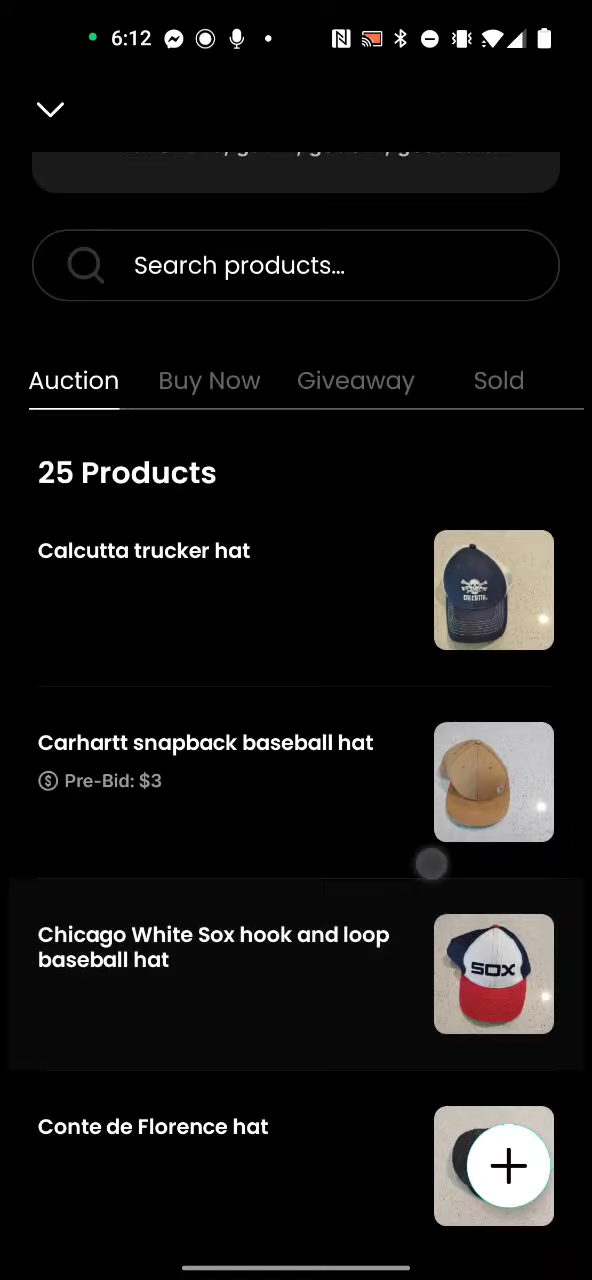 6:12
Search products...
Auction Buy Now Giveaway Sold
25 Products
Calcutta trucker hat
CALCUTTA
Carhartt snapback baseball hat
Pre-Bid: $3
Chicago White Sox hook and loop
baseball hat
SOX
Conte de Florence hat